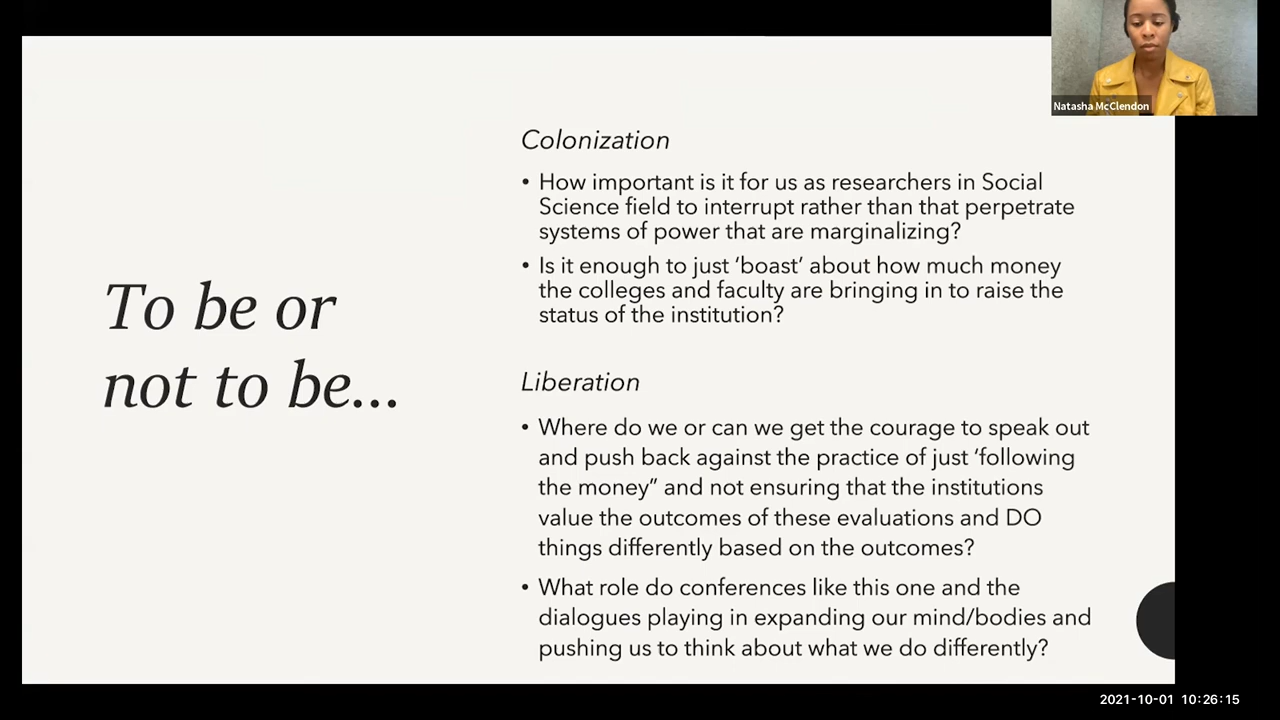 Natasha McClendon
To be or
not to be...
Colonization
• How important is it for us as researchers in Social
Science field to interrupt rather than that perpetrate
systems of power that are marginalizing?
• Is it enough to just ‘boast’ about how much money
the colleges and faculty are bringing in to raise the
status of the institution?
Liberation
• Where do we or can we get the courage to speak out
and push back against the practice of just ‘following
the money” and not ensuring that the institutions
value the outcomes of these evaluations and DO
things differently based on the outcomes?
• What role do conferences like this one and the
dialogues playing in expanding our mind/bodies and
pushing us to think about what we do differently?
2021-10-01 10:26:15